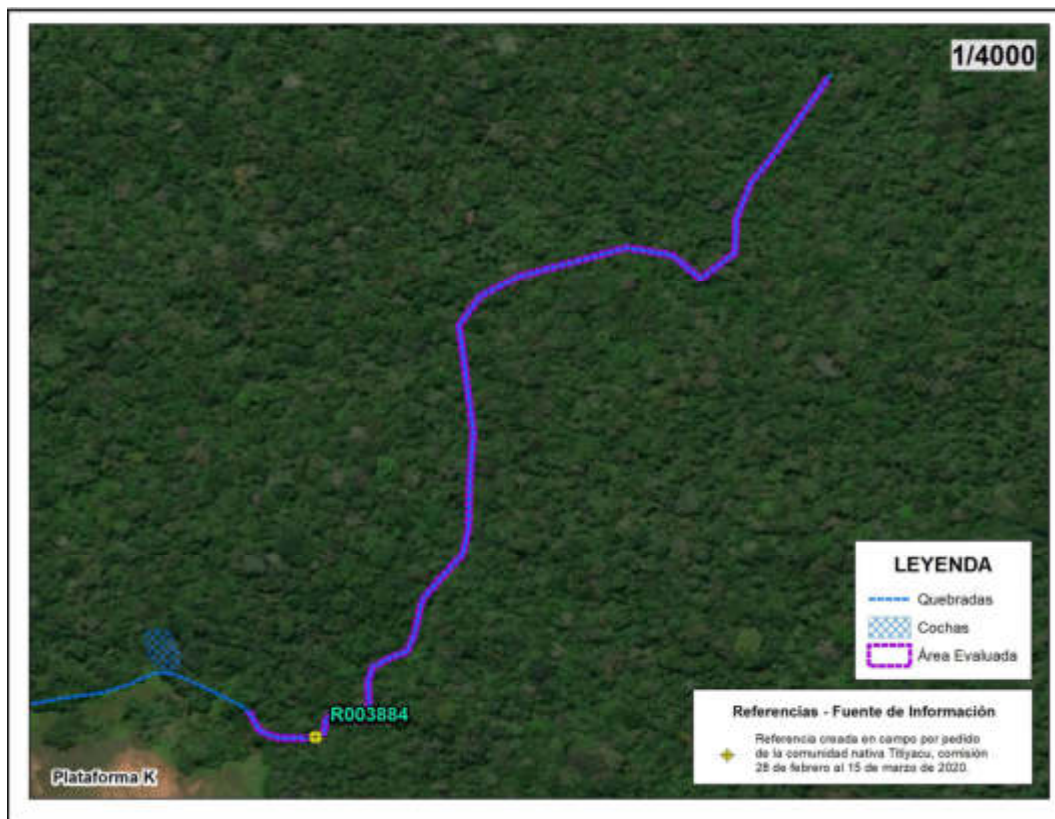 1/4000
R003884
Plataforma K
LEYENDA
Quebradas
Cochas
Área Evaluada
Referencias - Fuente de Información
Referencia creada en campo por pedido
de la comunidad nativa Titiyacu, comisión
28 de febrero al 15 de marzo de 2020.